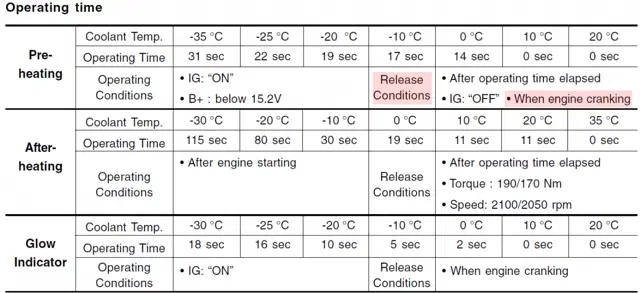 Operating time
Pre-heating
Coolant Temp. -35 °C -25 °C -20 °C -10 °C 0 °C 10 °C 20 °C
Operating Time 31 sec 22 sec 19 sec 17 sec 14 sec 0 sec 0 sec
Operating Conditions
• IG: “ON”
• B+ : below 15.2V
Release Conditions
• After operating time elapsed
• IG: “OFF” • When engine cranking
After-heating
Coolant Temp. -30 °C -20 °C -10 °C 0 °C 10 °C 20 °C 35 °C
Operating Time 115 sec 80 sec 30 sec 19 sec 11 sec 11 sec 0 sec
Operating Conditions
• After engine starting
Release Conditions
• After operating time elapsed
• Torque : 190/170 Nm
• Speed: 2100/2050 rpm
Glow Indicator
Coolant Temp. -30 °C -25 °C -20 °C -10 °C 0 °C 10 °C 20 °C
Operating Time 18 sec 16 sec 10 sec 5 sec 2 sec 0 sec 0 sec
Operating Conditions
• IG: “ON”
Release Conditions
• When engine cranking